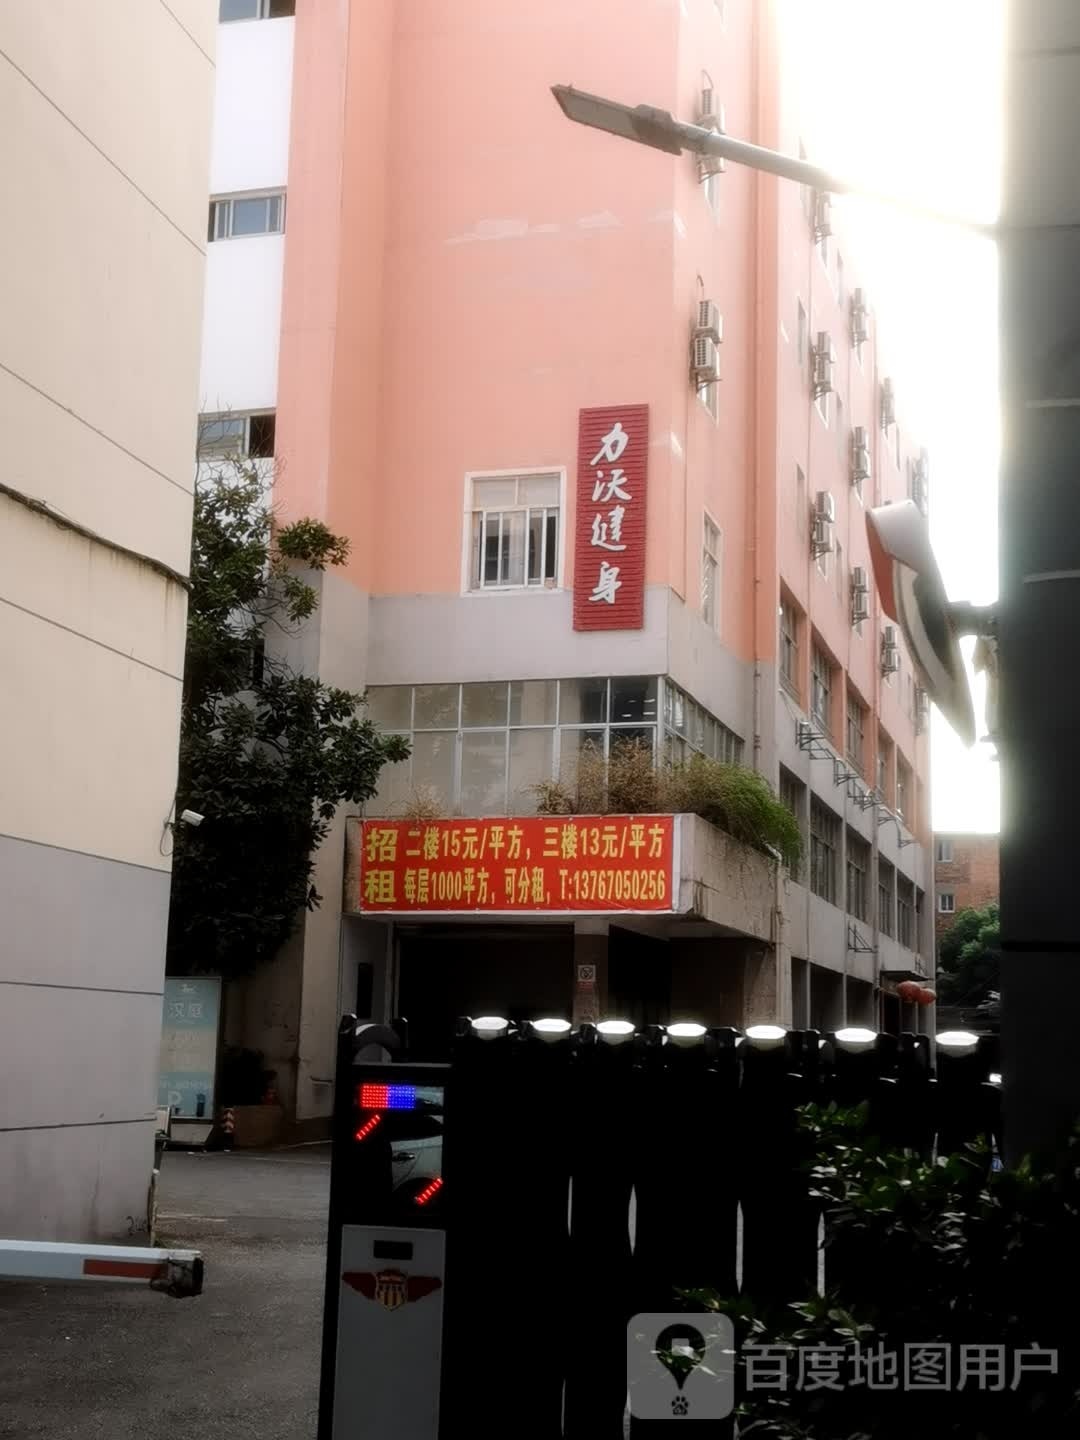 力沃健身
招租
二楼15元/平方，三楼13元/平方
每层1000平方，可分租，T:13767050256
汉庭
P
百度地图用户